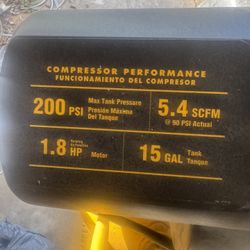 COMPRESSOR PERFORMANCE
FUNCIONAMIENTO DEL COMPRESOR
200 PSI
Max Tank Pressure
Presión Máxima
Del Tanque
5.4 SCFM
@ 90 PSI Actual
1.8 HP
Motor
15 GAL
Tank
Tanque